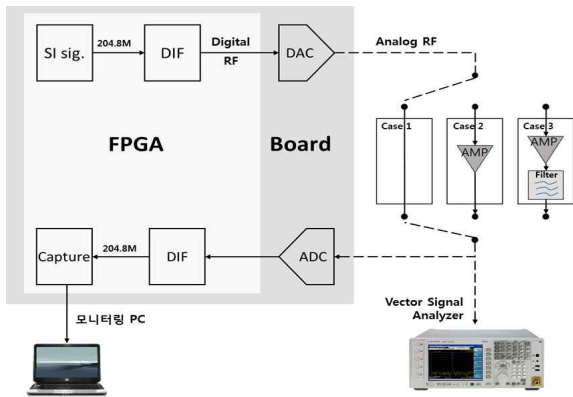 SI sig.
204.8M
DIF
Digital
RF
DAC
Analog RF
FPGA
Board
Case 1
Case 2
AMP
Case 3
AMP
Filter
Capture
204.8M
DIF
ADC
모니터링 PC
Vector Signal
Analyzer